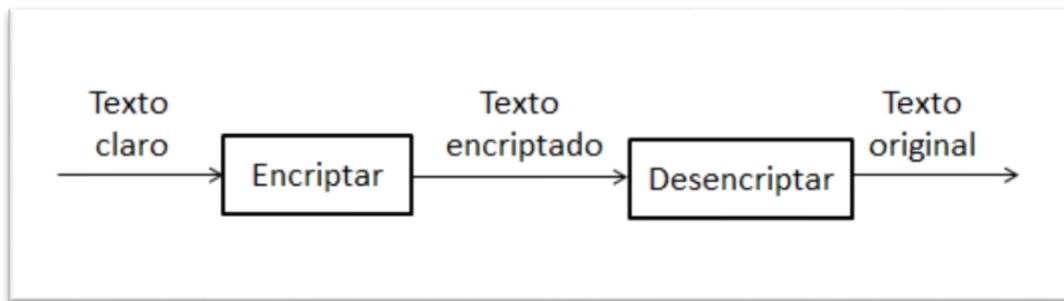 Texto
claro
Encriptar
Texto
encriptado
Desencriptar
Texto
original